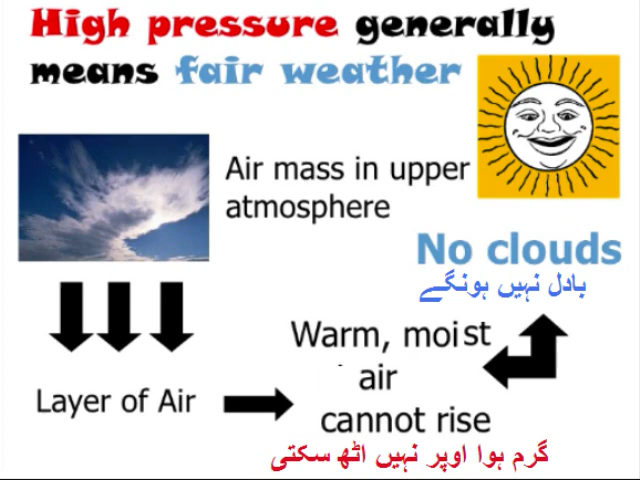 High pressure generally
means fair weather
Air mass in upper
atmosphere
No clouds
بادل نہیں ہونگے
Layer of Air
Warm, moist
air
cannot rise
گرم ہوا اوپر نہیں اٹھ سکتی